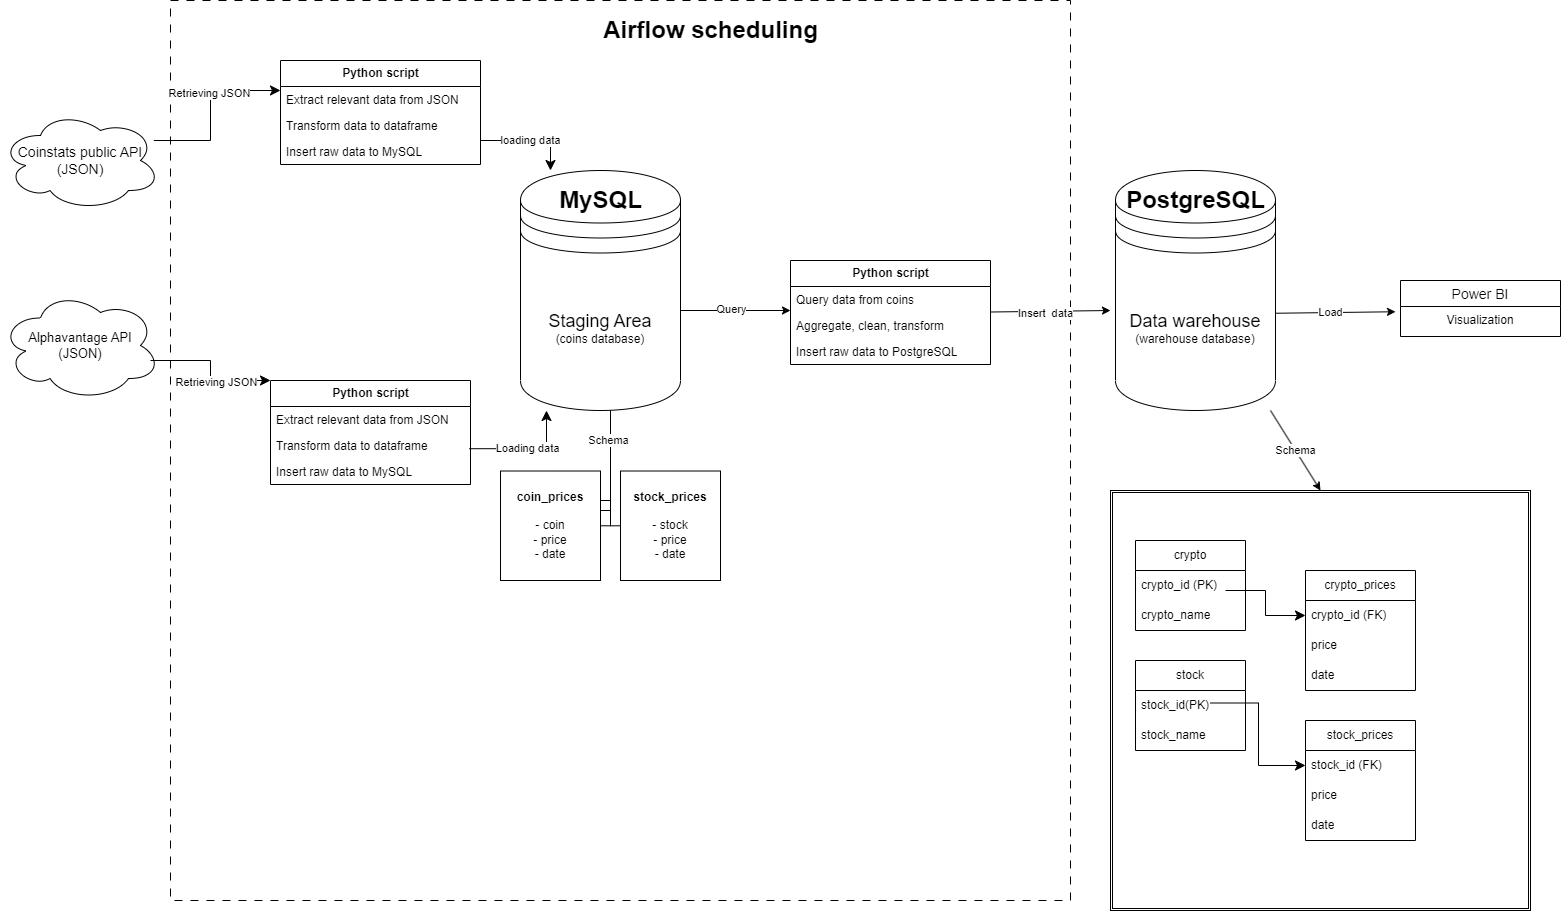 Airflow scheduling
Coinstats public API
(JSON)
Retrieving JSON
Python script
Extract relevant data from JSON
Transform data to dataframe
Insert raw data to MySQL
loading data
Alphavantage API
(JSON)
Retrieving JSON
Python script
Extract relevant data from JSON
Transform data to dataframe
Insert raw data to MySQL
Loading data
MySQL
Staging Area
(coins database)
Schema
coin_prices
- coin
- price
- date
stock_prices
- stock
- price
- date
Query
Python script
Query data from coins
Aggregate, clean, transform
Insert raw data to PostgreSQL
Insert data
PostgreSQL
Data warehouse
(warehouse database)
Load
Power BI
Visualization
Schema
crypto
crypto_id (PK)
crypto_name
crypto_prices
crypto_id (FK)
price
date
stock
stock_id(PK)
stock_name
stock_prices
stock_id (FK)
price
date